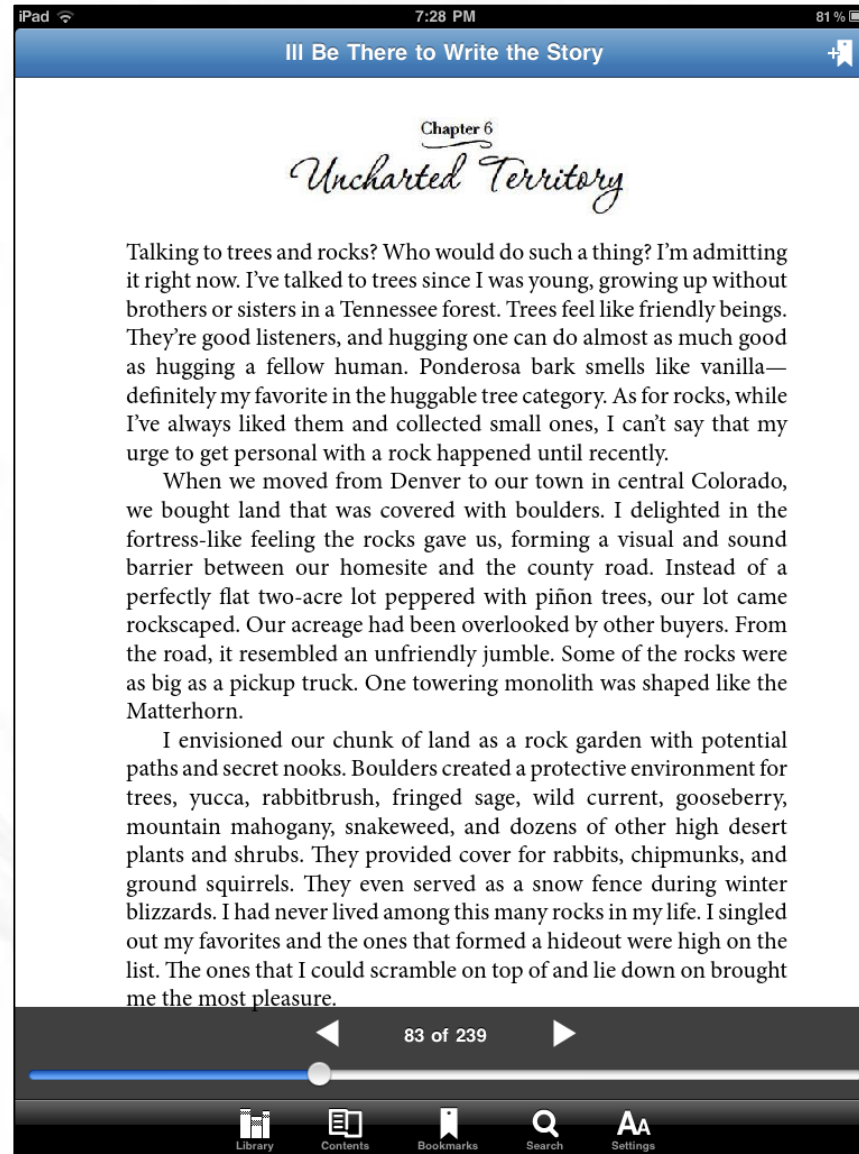 iPad 7:28 PM 81 %
Ill Be There to Write the Story
Chapter 6
Uncharted Territory
Talking to trees and rocks? Who would do such a thing? I'm admitting
it right now. I've talked to trees since I was young, growing up without
brothers or sisters in a Tennessee forest. Trees feel like friendly beings.
They're good listeners, and hugging one can do almost as much good
as hugging a fellow human. Ponderosa bark smells like vanilla—
definitely my favorite in the huggable tree category. As for rocks, while
I've always liked them and collected small ones, I can't say that my
urge to get personal with a rock happened until recently.
When we moved from Denver to our town in central Colorado,
we bought land that was covered with boulders. I delighted in the
fortress-like feeling the rocks gave us, forming a visual and sound
barrier between our homesite and the county road. Instead of a
perfectly flat two-acre lot peppered with piñon trees, our lot came
rockscaped. Our acreage had been overlooked by other buyers. From
the road, it resembled an unfriendly jumble. Some of the rocks were
as big as a pickup truck. One towering monolith was shaped like the
Matterhorn.
I envisioned our chunk of land as a rock garden with potential
paths and secret nooks. Boulders created a protective environment for
trees, yucca, rabbitbrush, fringed sage, wild current, gooseberry,
mountain mahogany, snakeweed, and dozens of other high desert
plants and shrubs. They provided cover for rabbits, chipmunks, and
ground squirrels. They even served as a snow fence during winter
blizzards. I had never lived among this many rocks in my life. I singled
out my favorites and the ones that formed a hideout were high on the
list. The ones that I could scramble on top of and lie down on brought
me the most pleasure.
83 of 239
Library Contents Bookmarks Search Settings